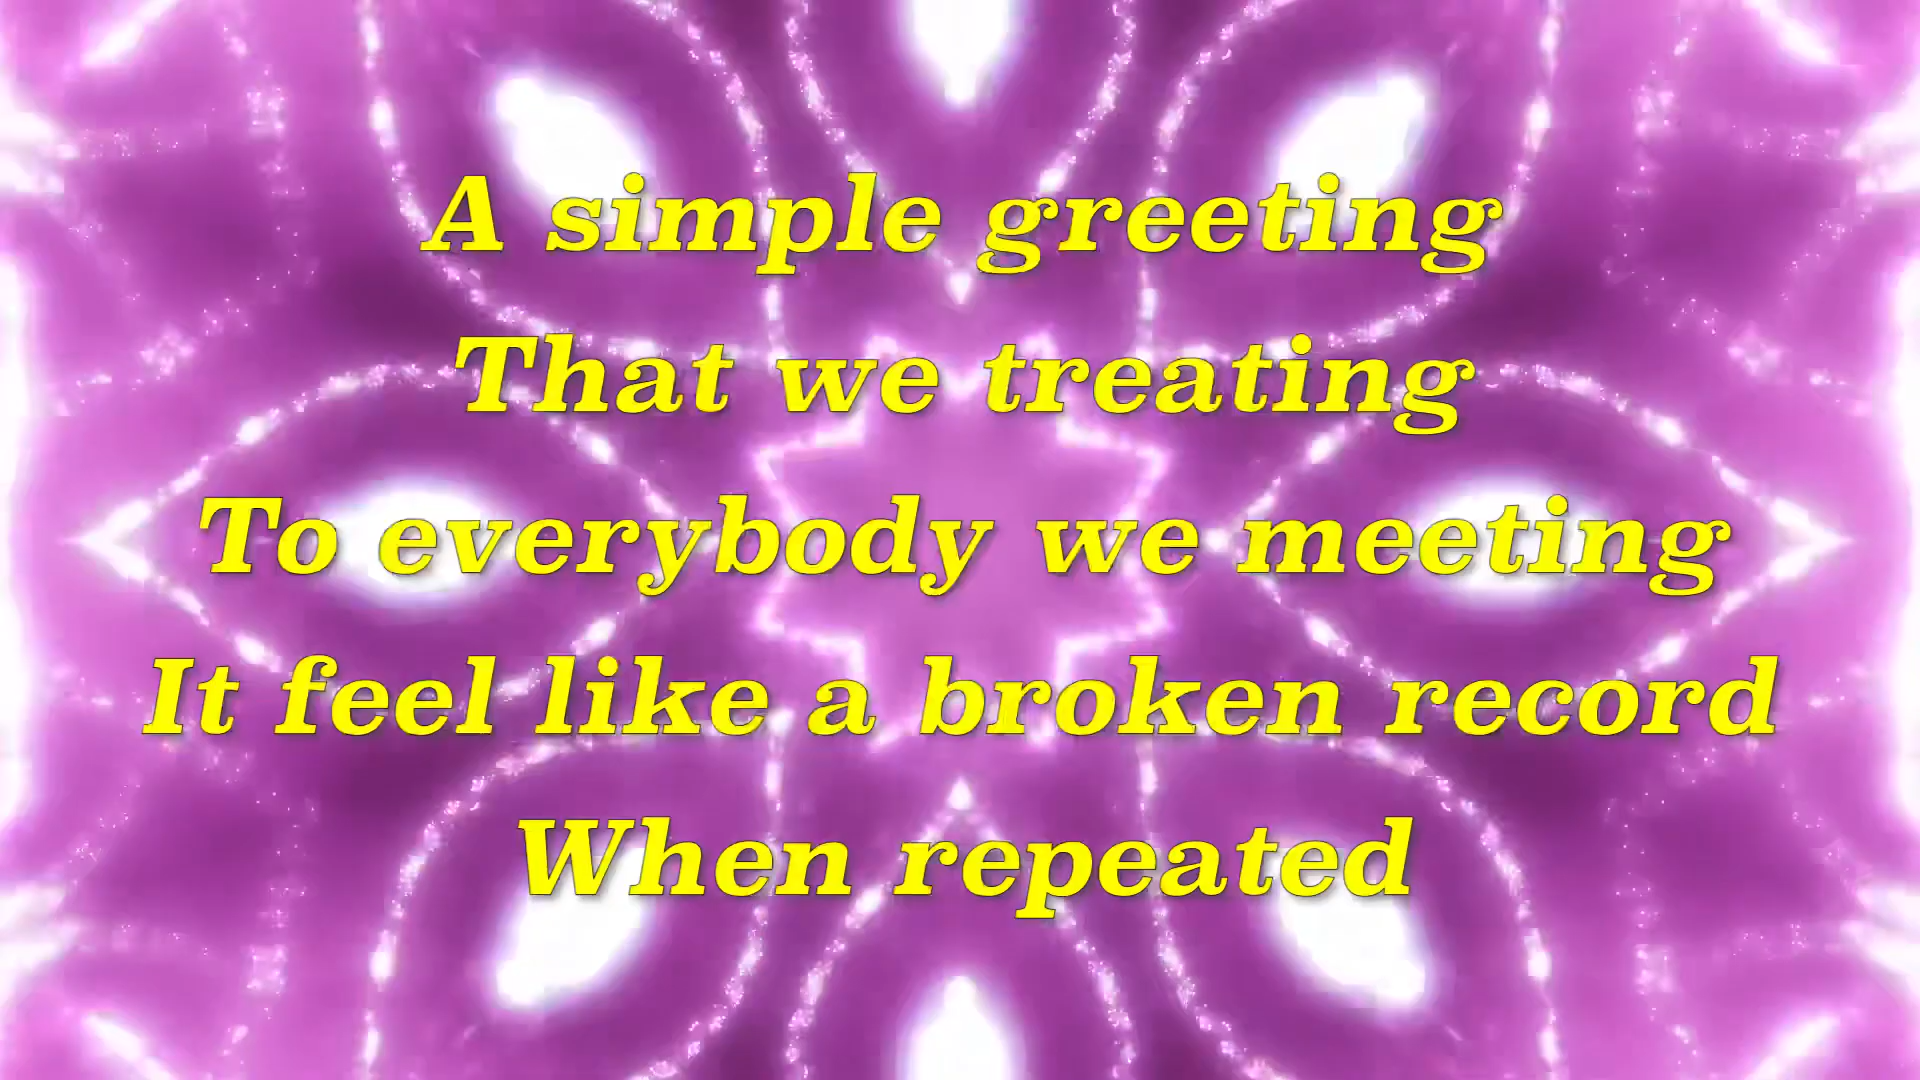 A simple greeting
That we treating
To everybody we meeting
It feel like a broken record
When repeated